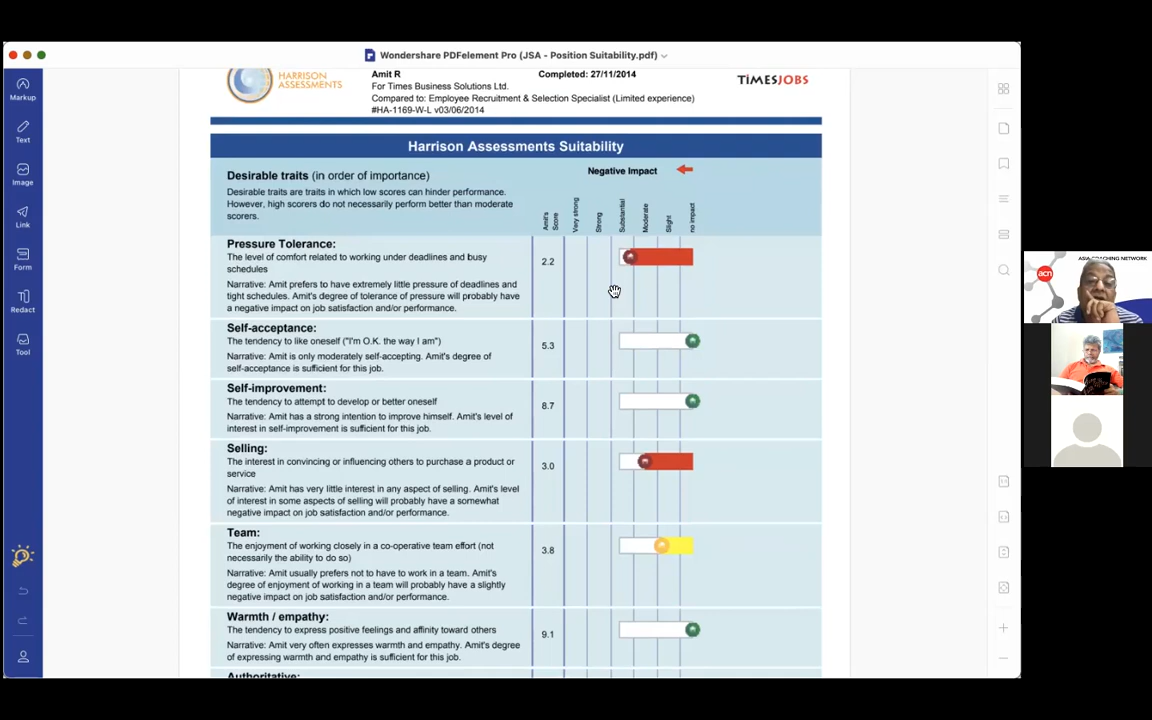 Wondershare PDFelement Pro (JSA - Position Suitability.pdf)
Markup
Text
Image
Link
Form
Redact
Tool
HARRISON
ASSESSMENTS
Amit R
Completed: 27/11/2014
For Times Business Solutions Ltd.
Compared to: Employee Recruitment & Selection Specialist (Limited experience)
#HA-1169-W-L v03/06/2014
TIMESJOBS
Harrison Assessments Suitability
Desirable traits (in order of importance)
Desirable traits are traits in which low scores can hinder performance.
However, high scorers do not necessarily perform better than moderate
scorers.
Negative Impact
Amit's
Score
Very strong
Strong
Substantial
Moderate
Slight
no impact
Pressure Tolerance:
The level of comfort related to working under deadlines and busy
schedules
Narrative: Amit prefers to have extremely little pressure of deadlines and
tight schedules. Amit's degree of tolerance of pressure will probably have
a negative impact on job satisfaction and/or performance.
2.2
Self-acceptance:
The tendency to like oneself ("I'm O.K. the way I am")
Narrative: Amit is only moderately self-accepting. Amit's degree of
self-acceptance is sufficient for this job.
5.3
Self-improvement:
The tendency to attempt to develop or better oneself
Narrative: Amit has a strong intention to improve himself. Amit's level of
interest in self-improvement is sufficient for this job.
8.7
Selling:
The interest in convincing or influencing others to purchase a product or
service
Narrative: Amit has very little interest in any aspect of selling. Amit's level
of interest in some aspects of selling will probably have a somewhat
negative impact on job satisfaction and/or performance.
3.0
Team:
The enjoyment of working closely in a co-operative team effort (not
necessarily the ability to do so)
Narrative: Amit usually prefers not to have to work in a team. Amit's
degree of enjoyment of working in a team will probably have a slightly
negative impact on job satisfaction and/or performance.
3.8
Warmth / empathy:
The tendency to express positive feelings and affinity toward others
Narrative: Amit very often expresses warmth and empathy. Amit's degree
of expressing warmth and empathy is sufficient for this job.
9.1
Authoritative:
ASIA COACHING NETWORK
acn